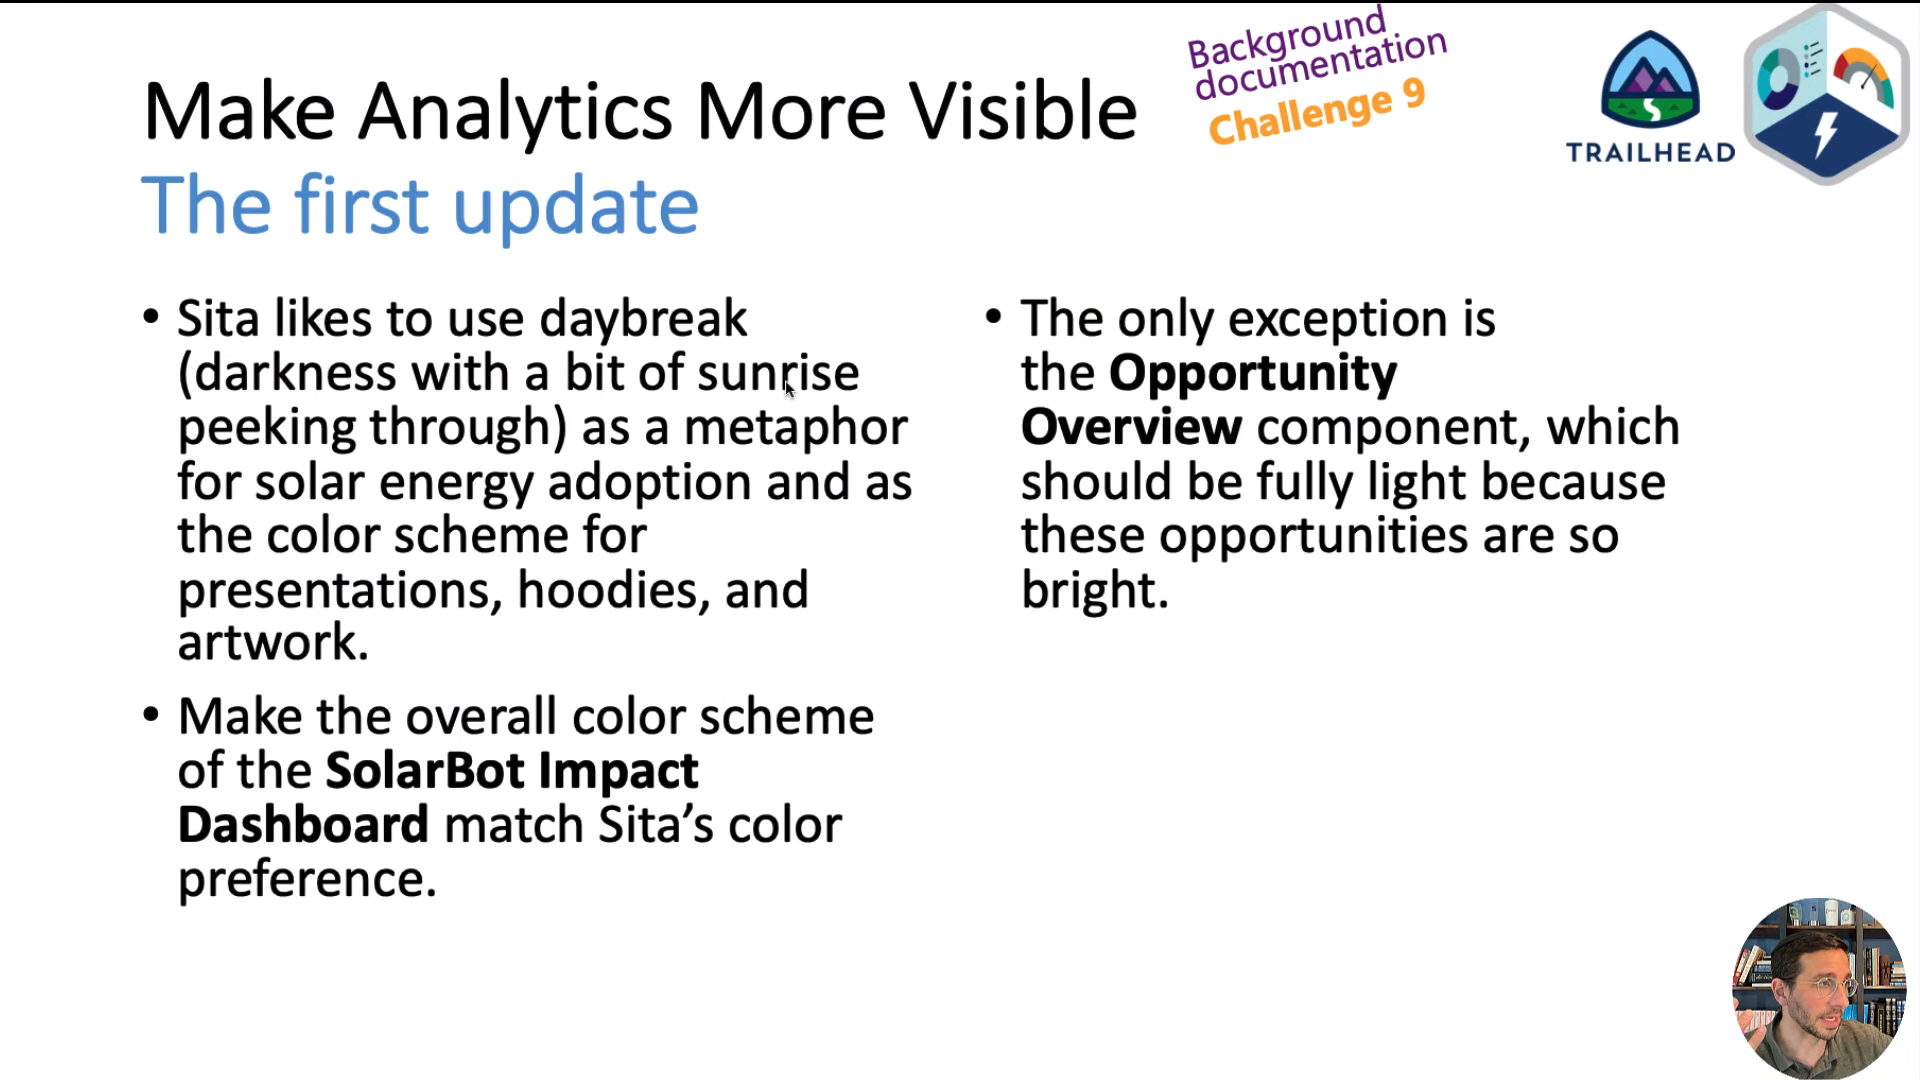 Make Analytics More Visible
The first update
Background
documentation
Challenge 9
TRAILHEAD
• Sita likes to use daybreak
(darkness with a bit of sunrise
peeking through) as a metaphor
for solar energy adoption and as
the color scheme for
presentations, hoodies, and
artwork.
• Make the overall color scheme
of the SolarBot Impact
Dashboard match Sita’s color
preference.
• The only exception is
the Opportunity
Overview component, which
should be fully light because
these opportunities are so
bright.